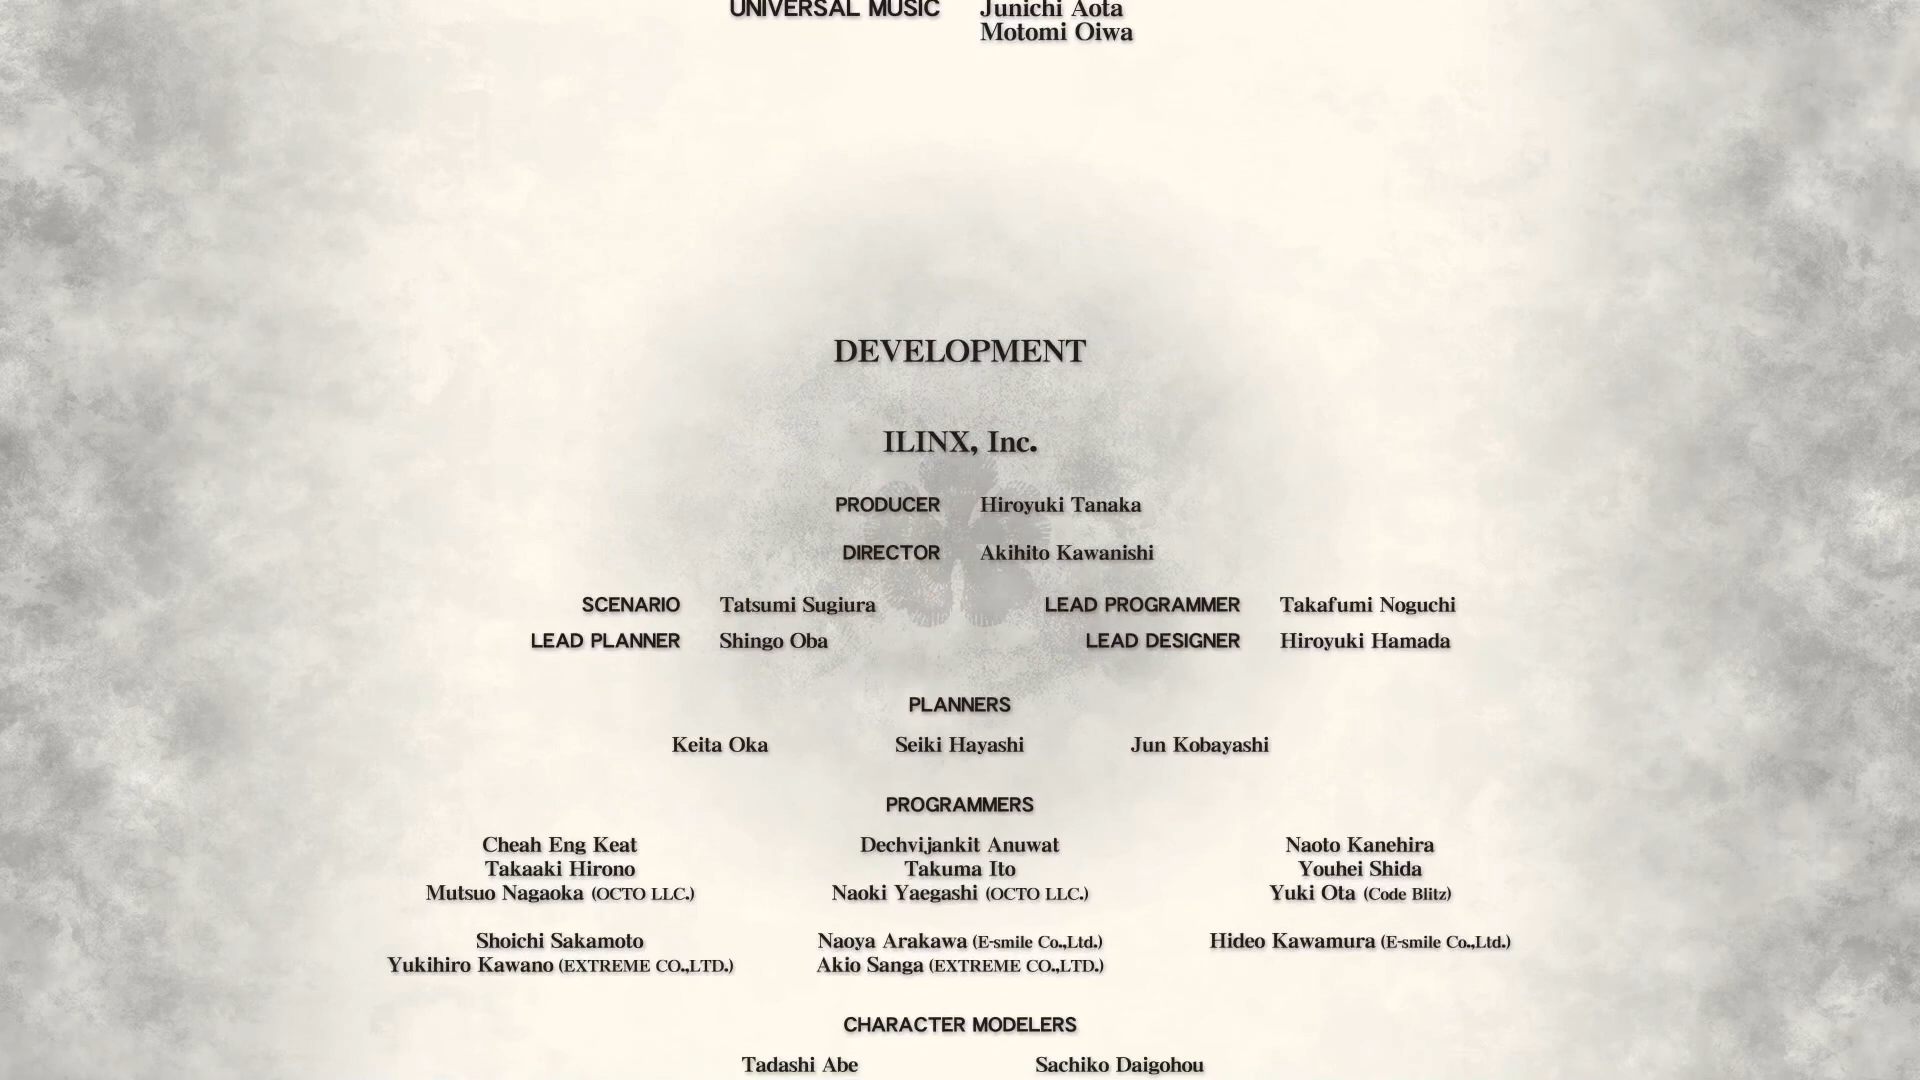 UNIVERSAL MUSIC Junichi Aota
Motomi Oiwa
DEVELOPMENT
ILINX, Inc.
PRODUCER Hiroyuki Tanaka
DIRECTOR Akihito Kawanishi
SCENARIO Tatsumi Sugiura LEAD PROGRAMMER Takafumi Noguchi
LEAD PLANNER Shingo Oba LEAD DESIGNER Hiroyuki Hamada
PLANNERS
Keita Oka Seiki Hayashi Jun Kobayashi
PROGRAMMERS
Cheah Eng Keat Dechvijankit Anuwat Naoto Kanehira
Takaaki Hirono Takuma Ito Youhei Shida
Mutsuo Nagaoka (OCTO LLC.) Naoki Yaegashi (OCTO LLC.) Yuki Ota (Code Blitz)
Shoichi Sakamoto Naoya Arakawa (E-smile Co.,Ltd.) Hideo Kawamura (E-smile Co.,Ltd.)
Yukihiro Kawano (EXTREME CO.,LTD.) Akio Sanga (EXTREME CO.,LTD.)
CHARACTER MODELERS
Tadashi Abe Sachiko Daigohou